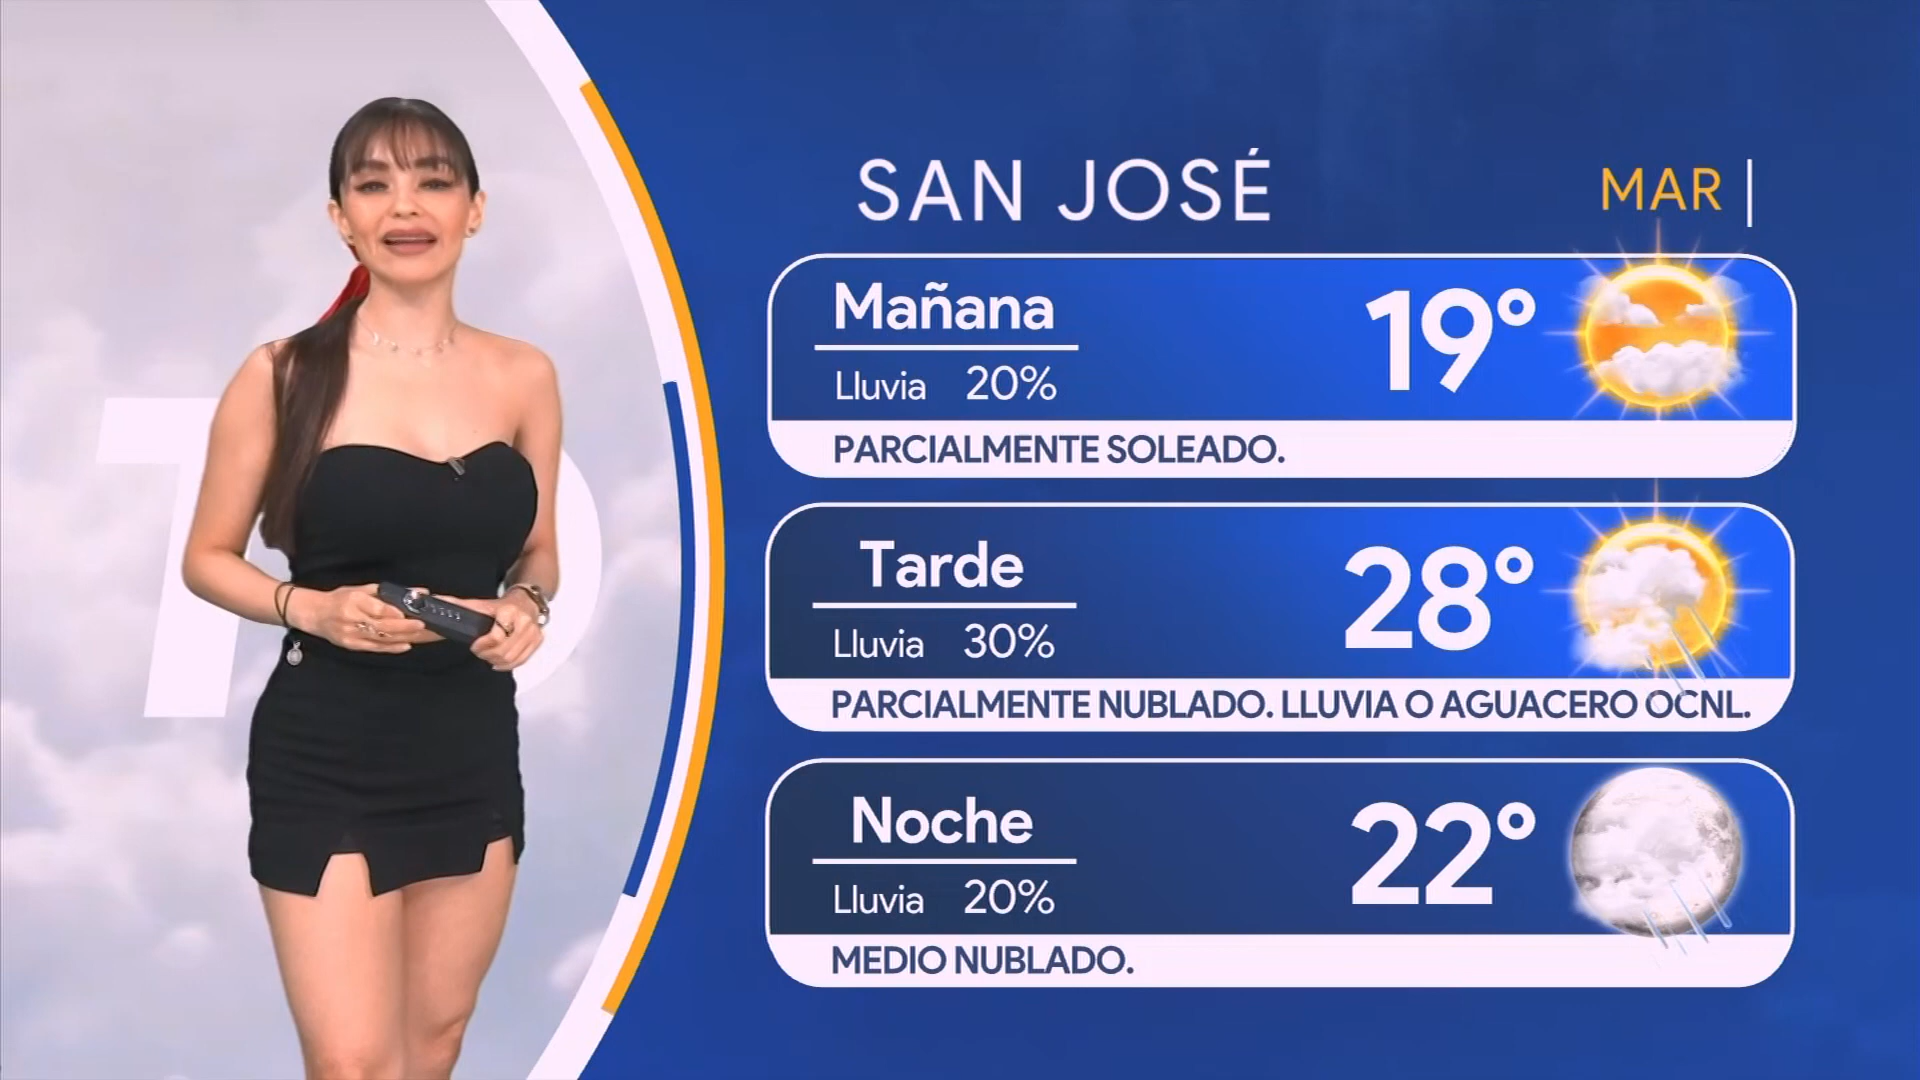 SAN JOSÉ
MAR |
Mañana
19°
Lluvia 20%
PARCIALMENTE SOLEADO.
Tarde
28°
Lluvia 30%
PARCIALMENTE NUBLADO. LLUVIA O AGUACERO OCNL.
Noche
22°
Lluvia 20%
MEDIO NUBLADO.